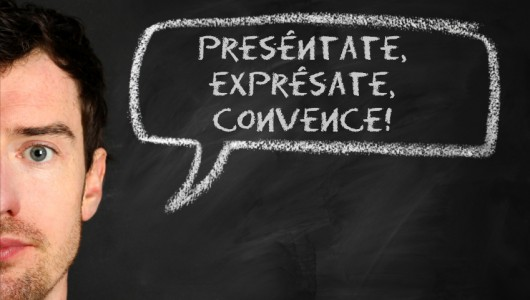 PRESÉNTATE,
EXPRÉSATE,
CONVENCE!